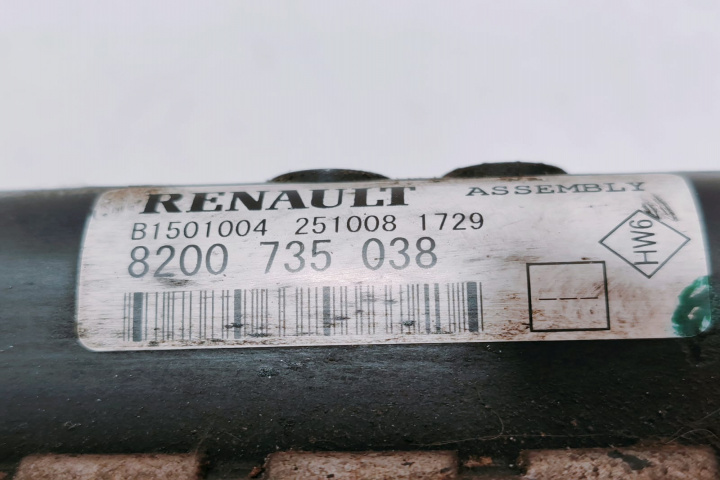 RENAULT ASSEMBLY
B1501004 251008 1729
8200 735 038
HW6
---